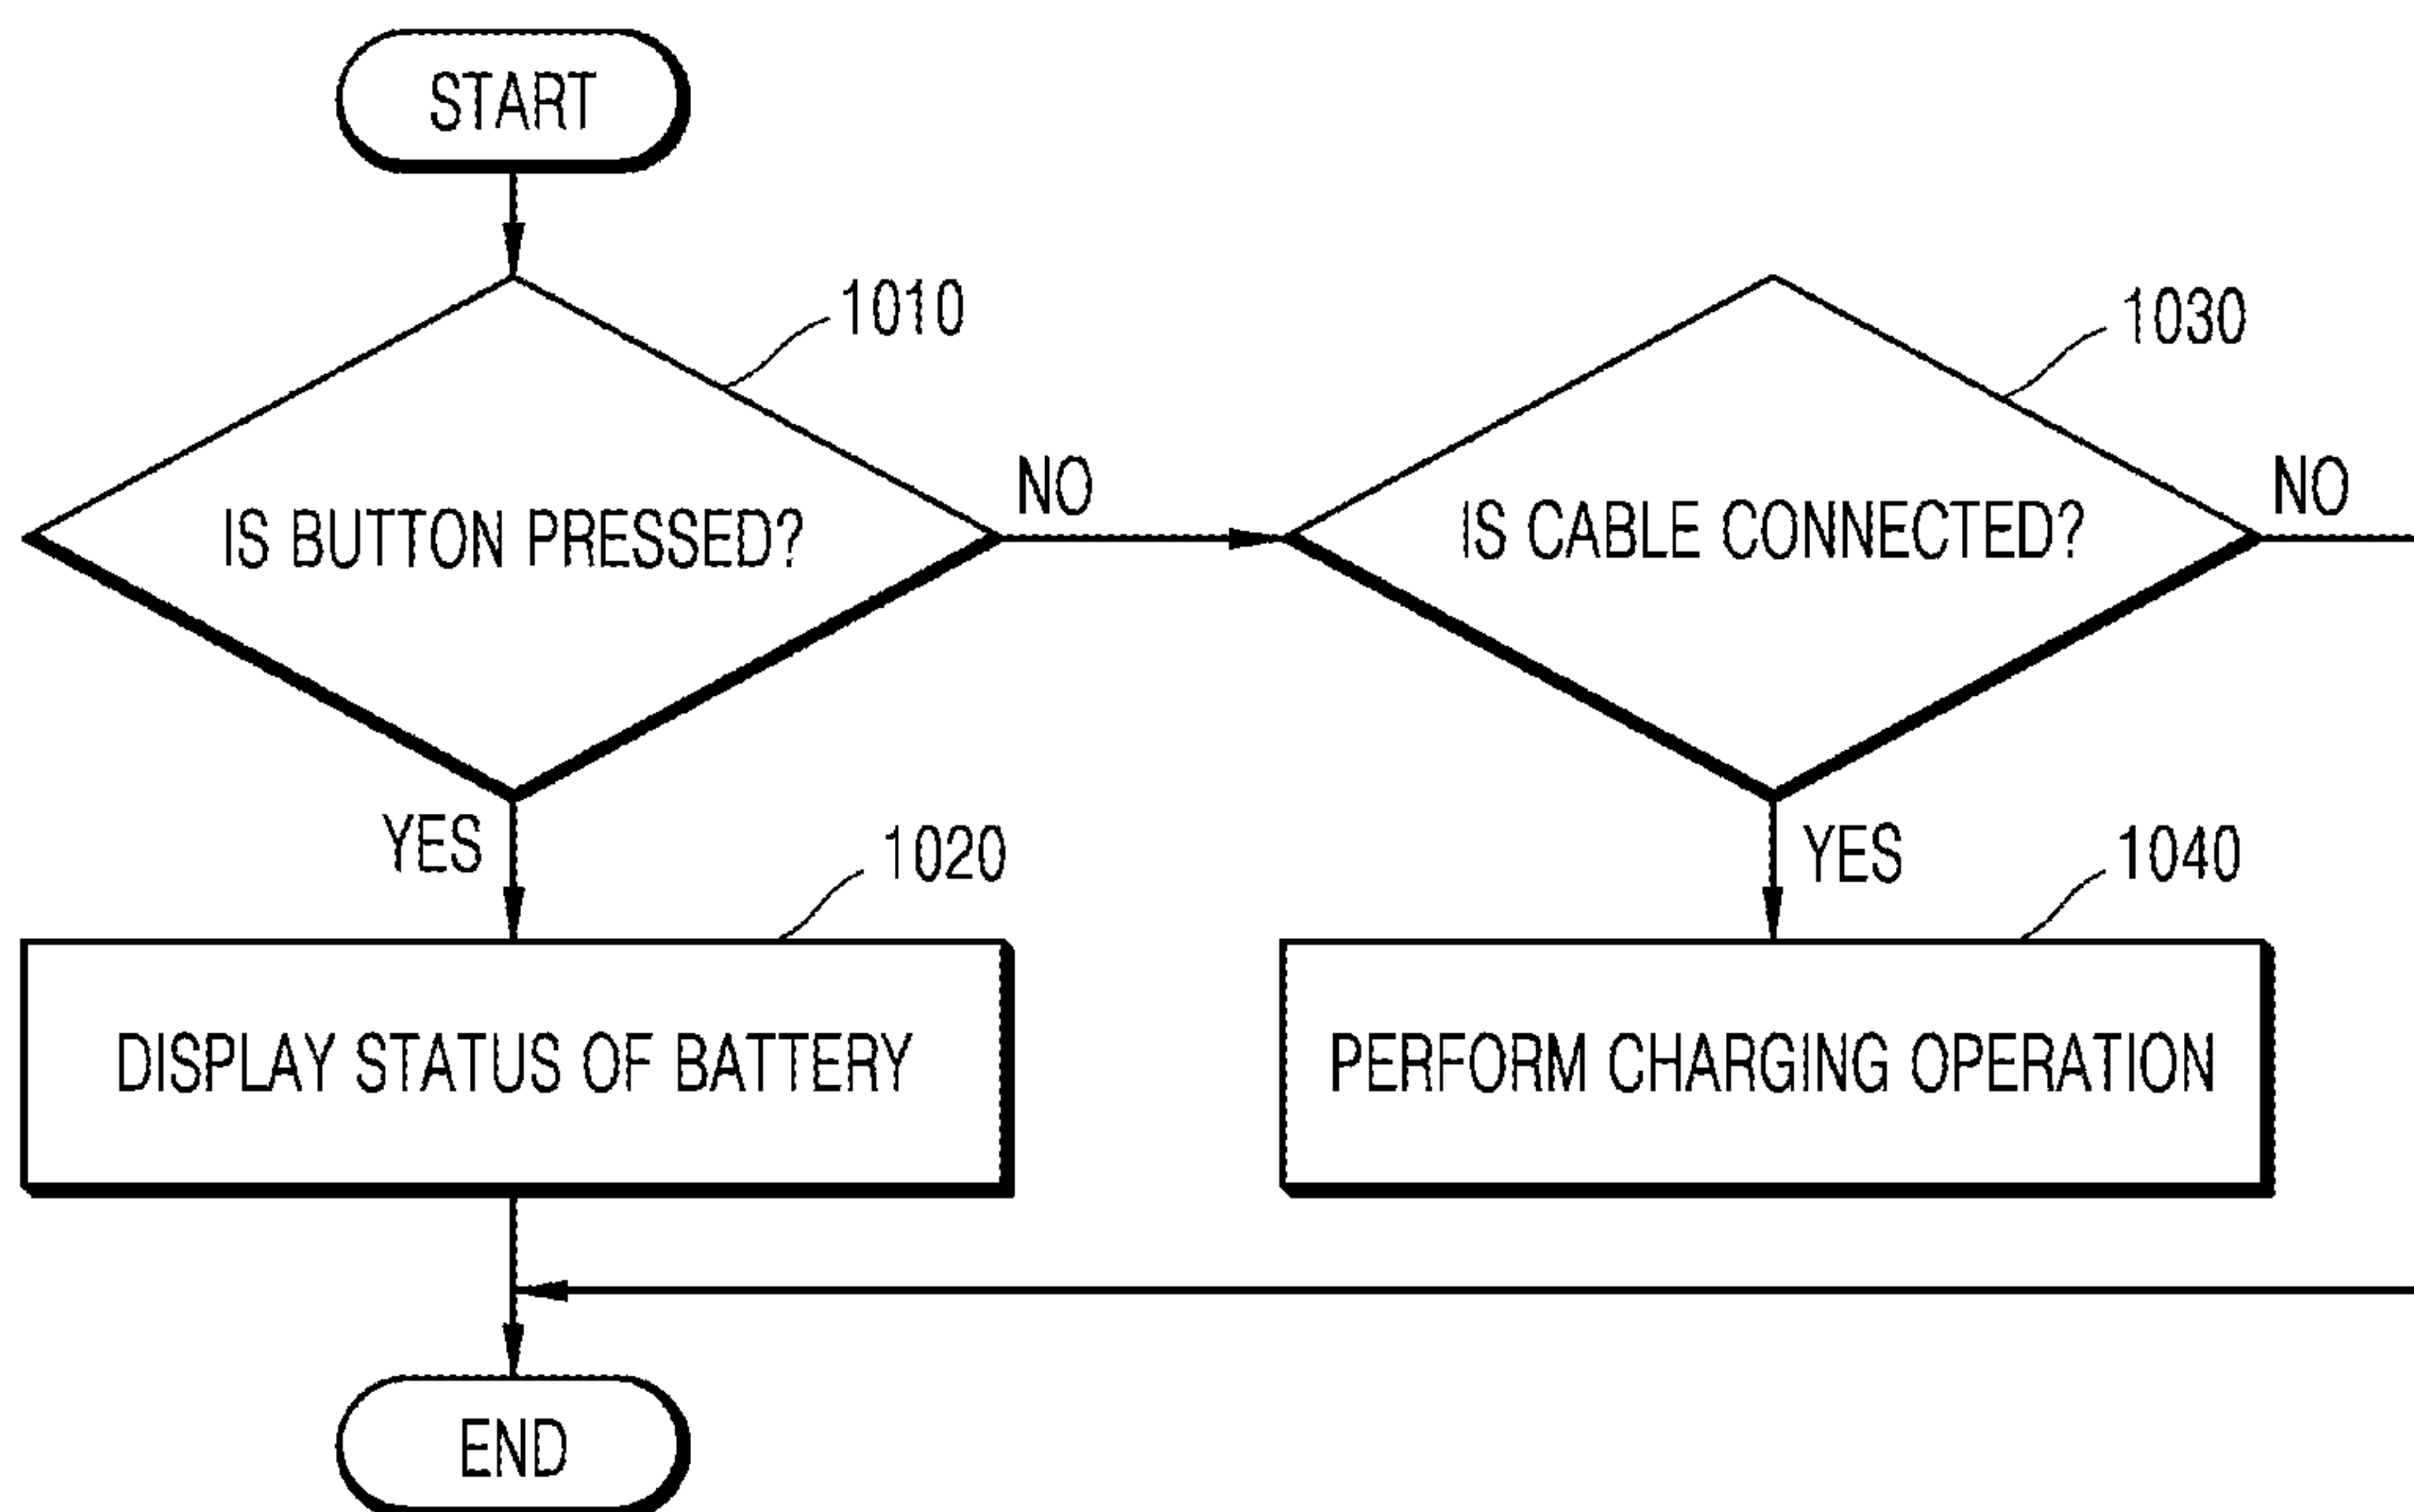 START
1010
1030
IS BUTTON PRESSED?
NO
IS CABLE CONNECTED?
NO
YES
1020
YES
1040
DISPLAY STATUS OF BATTERY
PERFORM CHARGING OPERATION
END